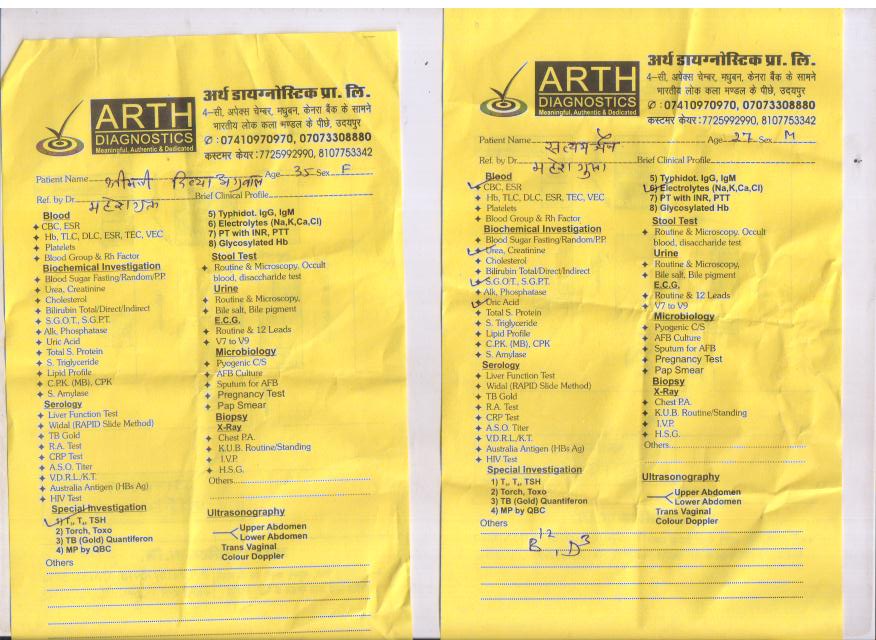 ARTH
DIAGNOSTICS
Meaningful, Authentic & Dedicated
अर्थ डायग्नोस्टिक प्रा. लि.
4-सी, अपेक्स चेम्बर, मधुबन, केनरा बैंक के सामने
भारतीय लोक कला मण्डल के पीछे, उदयपुर
✆ : 07410970970, 07073308880
कस्टमर केयर : 7725992990, 8107753342
Patient Name श्रीमती दिव्या अग्रवाल Age 35 Sex F
Ref. by Dr. महेश गुप्ता Brief Clinical Profile
Blood
CBC, ESR
Hb, TLC, DLC, ESR, TEC, VEC
Platelets
Blood Group & Rh Factor
Biochemical Investigation
Blood Sugar Fasting/Random/P.P.
Urea, Creatinine
Cholesterol
Bilirubin Total/Direct/Indirect
S.G.O.T., S.G.P.T.
Alk, Phosphatase
Uric Acid
Total S. Protein
S. Triglyceride
Lipid Profile
C.P.K. (MB), CPK
S. Amylase
Serology
Liver Function Test
Widal (RAPID Slide Method)
TB Gold
R.A. Test
CRP Test
A.S.O. Titer
V.D.R.L./K.T.
Australia Antigen (HBs Ag)
HIV Test
Special Investigation
1) T₃, T₄, TSH
2) Torch, Toxo
3) TB (Gold) Quantiferon
4) MP by QBC
Others
5) Typhidot. IgG, IgM
6) Electrolytes (Na,K,Ca,Cl)
7) PT with INR, PTT
8) Glycosylated Hb
Stool Test
Routine & Microscopy, Occult
blood, disaccharide test
Urine
Routine & Microscopy,
Bile salt, Bile pigment
E.C.G.
Routine & 12 Leads
V7 to V9
Microbiology
Pyogenic C/S
AFB Culture
Sputum for AFB
Pregnancy Test
Pap Smear
Biopsy
X-Ray
Chest P.A.
K.U.B. Routine/Standing
I.V.P.
H.S.G.
Others
Ultrasonography
Upper Abdomen
Lower Abdomen
Trans Vaginal
Colour Doppler
ARTH
DIAGNOSTICS
Meaningful, Authentic & Dedicated
अर्थ डायग्नोस्टिक प्रा. लि.
4-सी, अपेक्स चेम्बर, मधुबन, केनरा बैंक के सामने
भारतीय लोक कला मण्डल के पीछे, उदयपुर
✆ : 07410970970, 07073308880
कस्टमर केयर : 7725992990, 8107753342
Patient Name सत्यम जैन Age 27 Sex M
Ref. by Dr. महेश गुप्ता Brief Clinical Profile
Blood
CBC, ESR
Hb, TLC, DLC, ESR, TEC, VEC
Platelets
Blood Group & Rh Factor
Biochemical Investigation
Blood Sugar Fasting/Random/P.P.
Urea, Creatinine
Cholesterol
Bilirubin Total/Direct/Indirect
S.G.O.T., S.G.P.T.
Alk, Phosphatase
Uric Acid
Total S. Protein
S. Triglyceride
Lipid Profile
C.P.K. (MB), CPK
S. Amylase
Serology
Liver Function Test
Widal (RAPID Slide Method)
TB Gold
R.A. Test
CRP Test
A.S.O. Titer
V.D.R.L./K.T.
Australia Antigen (HBs Ag)
HIV Test
Special Investigation
1) T₃, T₄, TSH
2) Torch, Toxo
3) TB (Gold) Quantiferon
4) MP by QBC
Others
B12, D3
5) Typhidot. IgG, IgM
6) Electrolytes (Na,K,Ca,Cl)
7) PT with INR, PTT
8) Glycosylated Hb
Stool Test
Routine & Microscopy, Occult
blood, disaccharide test
Urine
Routine & Microscopy,
Bile salt, Bile pigment
E.C.G.
Routine & 12 Leads
V7 to V9
Microbiology
Pyogenic C/S
AFB Culture
Sputum for AFB
Pregnancy Test
Pap Smear
Biopsy
X-Ray
Chest P.A.
K.U.B. Routine/Standing
I.V.P.
H.S.G.
Others
Ultrasonography
Upper Abdomen
Lower Abdomen
Trans Vaginal
Colour Doppler